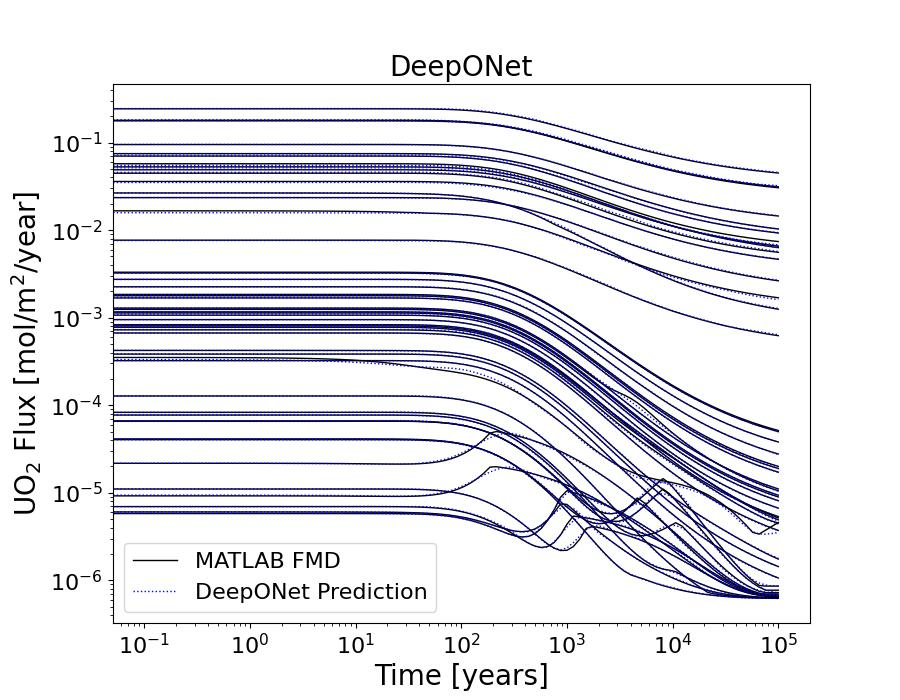 DeepONet
UO₂ Flux [mol/m²/year]
10⁻¹
10⁻²
10⁻³
10⁻⁴
10⁻⁵
10⁻⁶
MATLAB FMD
DeepONet Prediction
10⁻¹ 10⁰ 10¹ 10² 10³ 10⁴ 10⁵
Time [years]